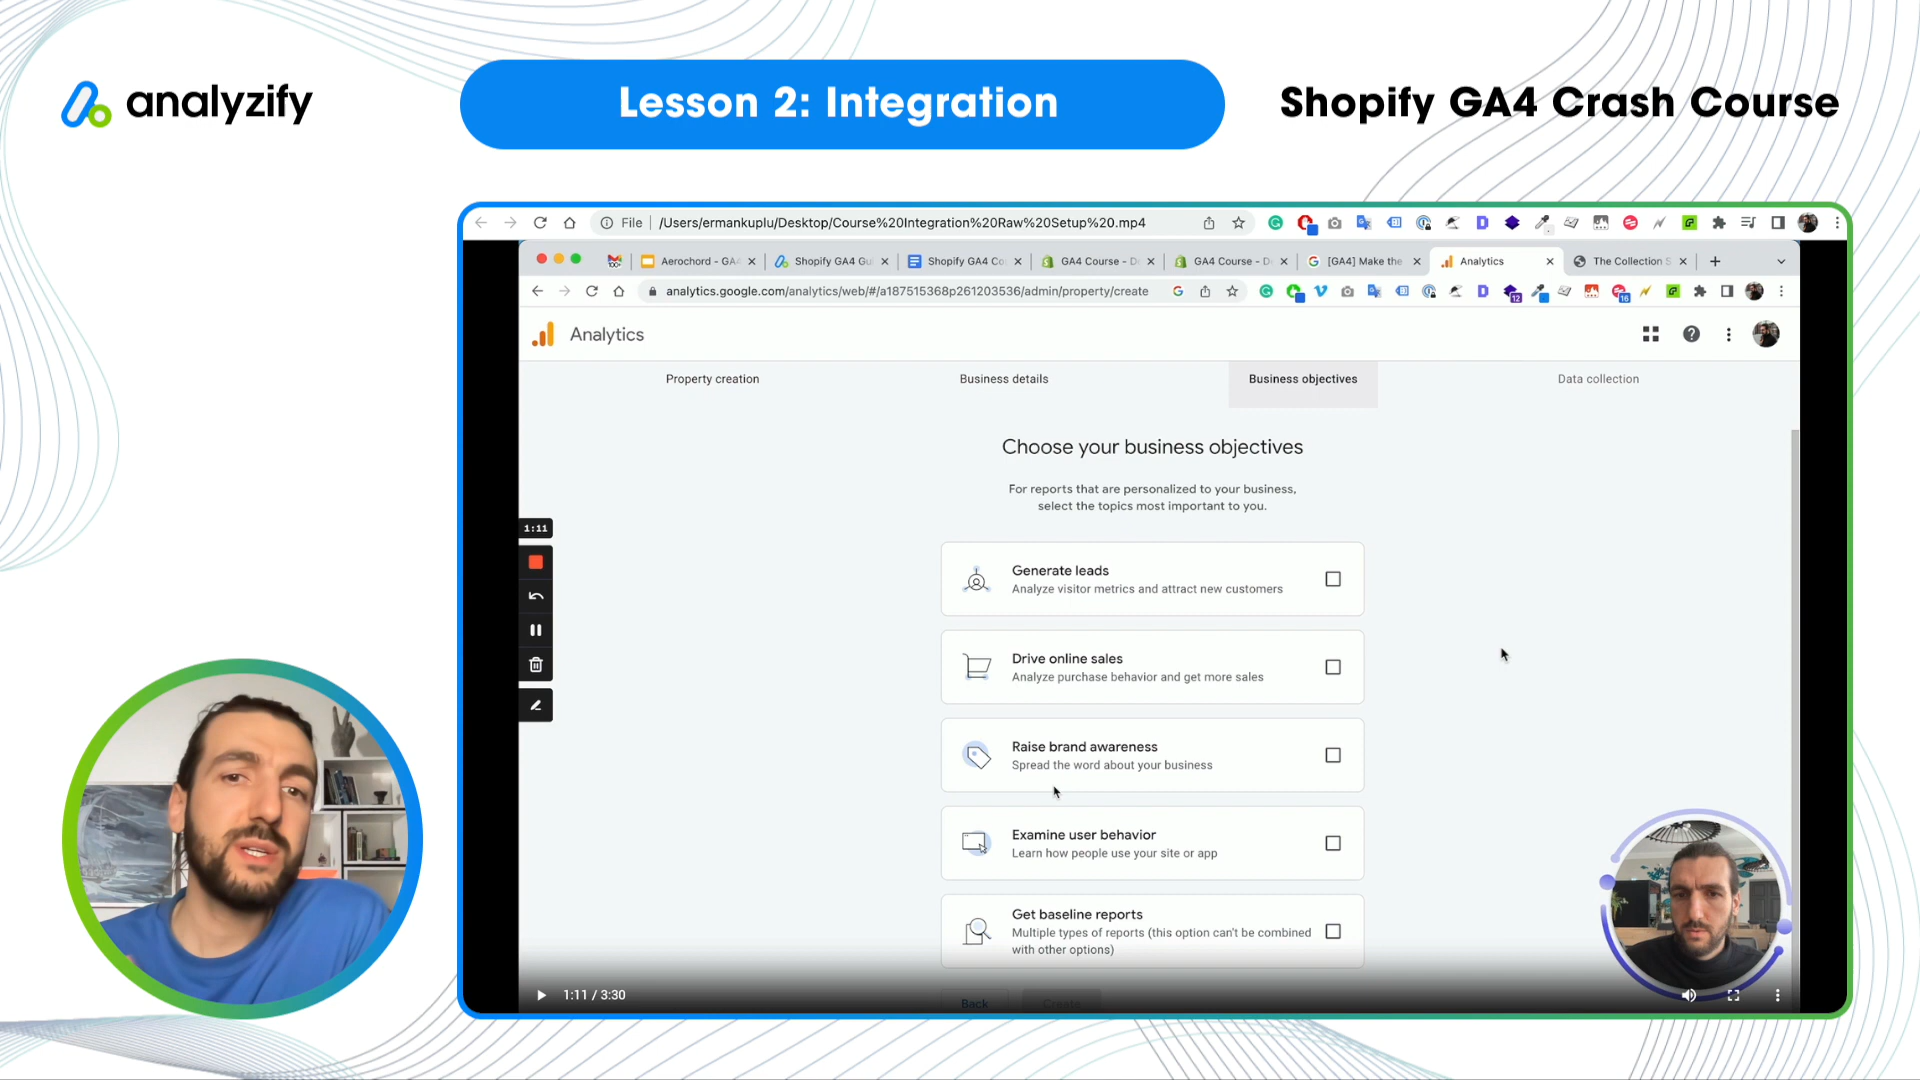 analyzify
Lesson 2: Integration
Shopify GA4 Crash Course
File
/Users/ermankuplu/Desktop/Course%20Integration%20Raw%20Setup%20.mp4
Aerochord - GA4
Shopify GA4 Gu
Shopify GA4 Co
GA4 Course - D
GA4 Course - D
[GA4] Make the
Analytics
The Collection S
analytics.google.com/analytics/web/#/a187515368p261203536/admin/property/create
12
16
Analytics
Property creation
Business details
Business objectives
Data collection
Choose your business objectives
For reports that are personalized to your business,
select the topics most important to you.
1:11
Generate leads
Analyze visitor metrics and attract new customers
Drive online sales
Analyze purchase behavior and get more sales
Raise brand awareness
Spread the word about your business
Examine user behavior
Learn how people use your site or app
Get baseline reports
Multiple types of reports (this option can't be combined
with other options)
Back
Create
1:11 / 3:30